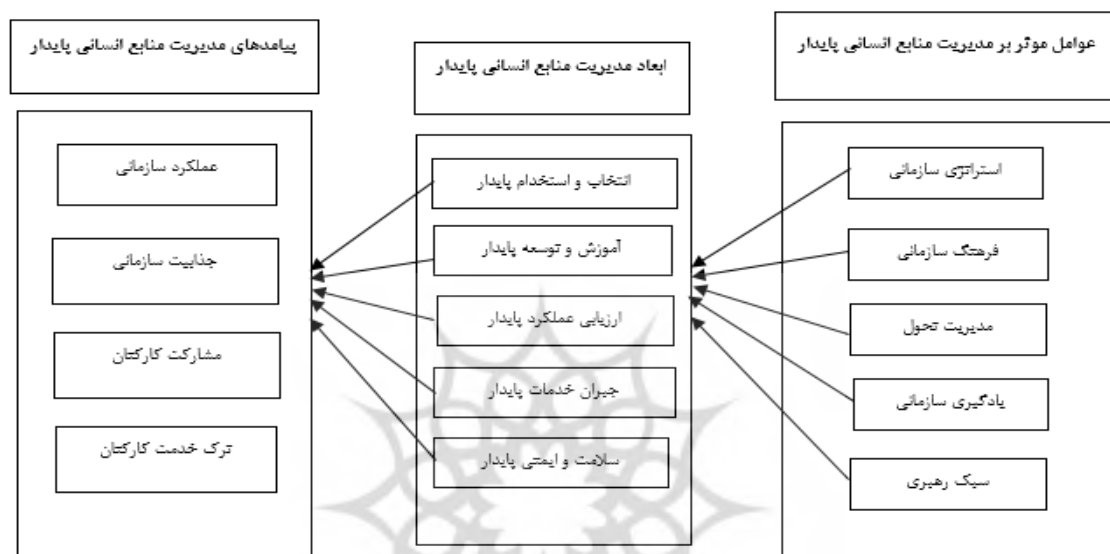 عوامل موثر بر مدیریت منابع انسانی پایدار
استراتژی سازمانی
فرهنگ سازمانی
مدیریت تحول
یادگیری سازمانی
سبک رهبری
ابعاد مدیریت منابع انسانی پایدار
انتخاب و استخدام پایدار
آموزش و توسعه پایدار
ارزیابی عملکرد پایدار
جبران خدمات پایدار
سلامت و ایمنی پایدار
پیامدهای مدیریت منابع انسانی پایدار
عملکرد سازمانی
جذابیت سازمانی
مشارکت کارکنان
ترک خدمت کارکنان